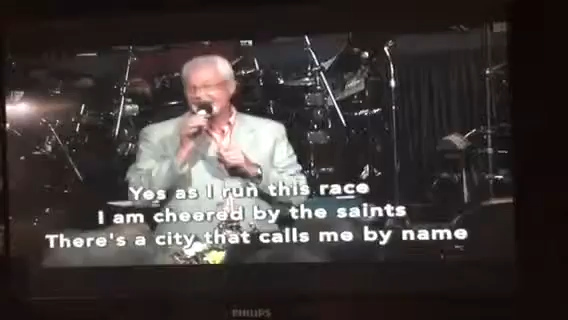 Yes as I run this race
I am cheered by the saints
There's a city that calls me by name
PHILIPS